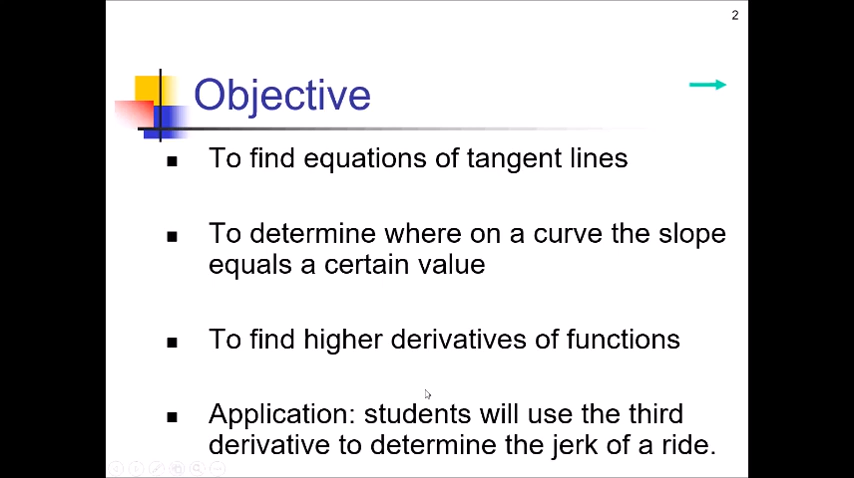 2
Objective
To find equations of tangent lines
To determine where on a curve the slope
equals a certain value
To find higher derivatives of functions
Application: students will use the third
derivative to determine the jerk of a ride.